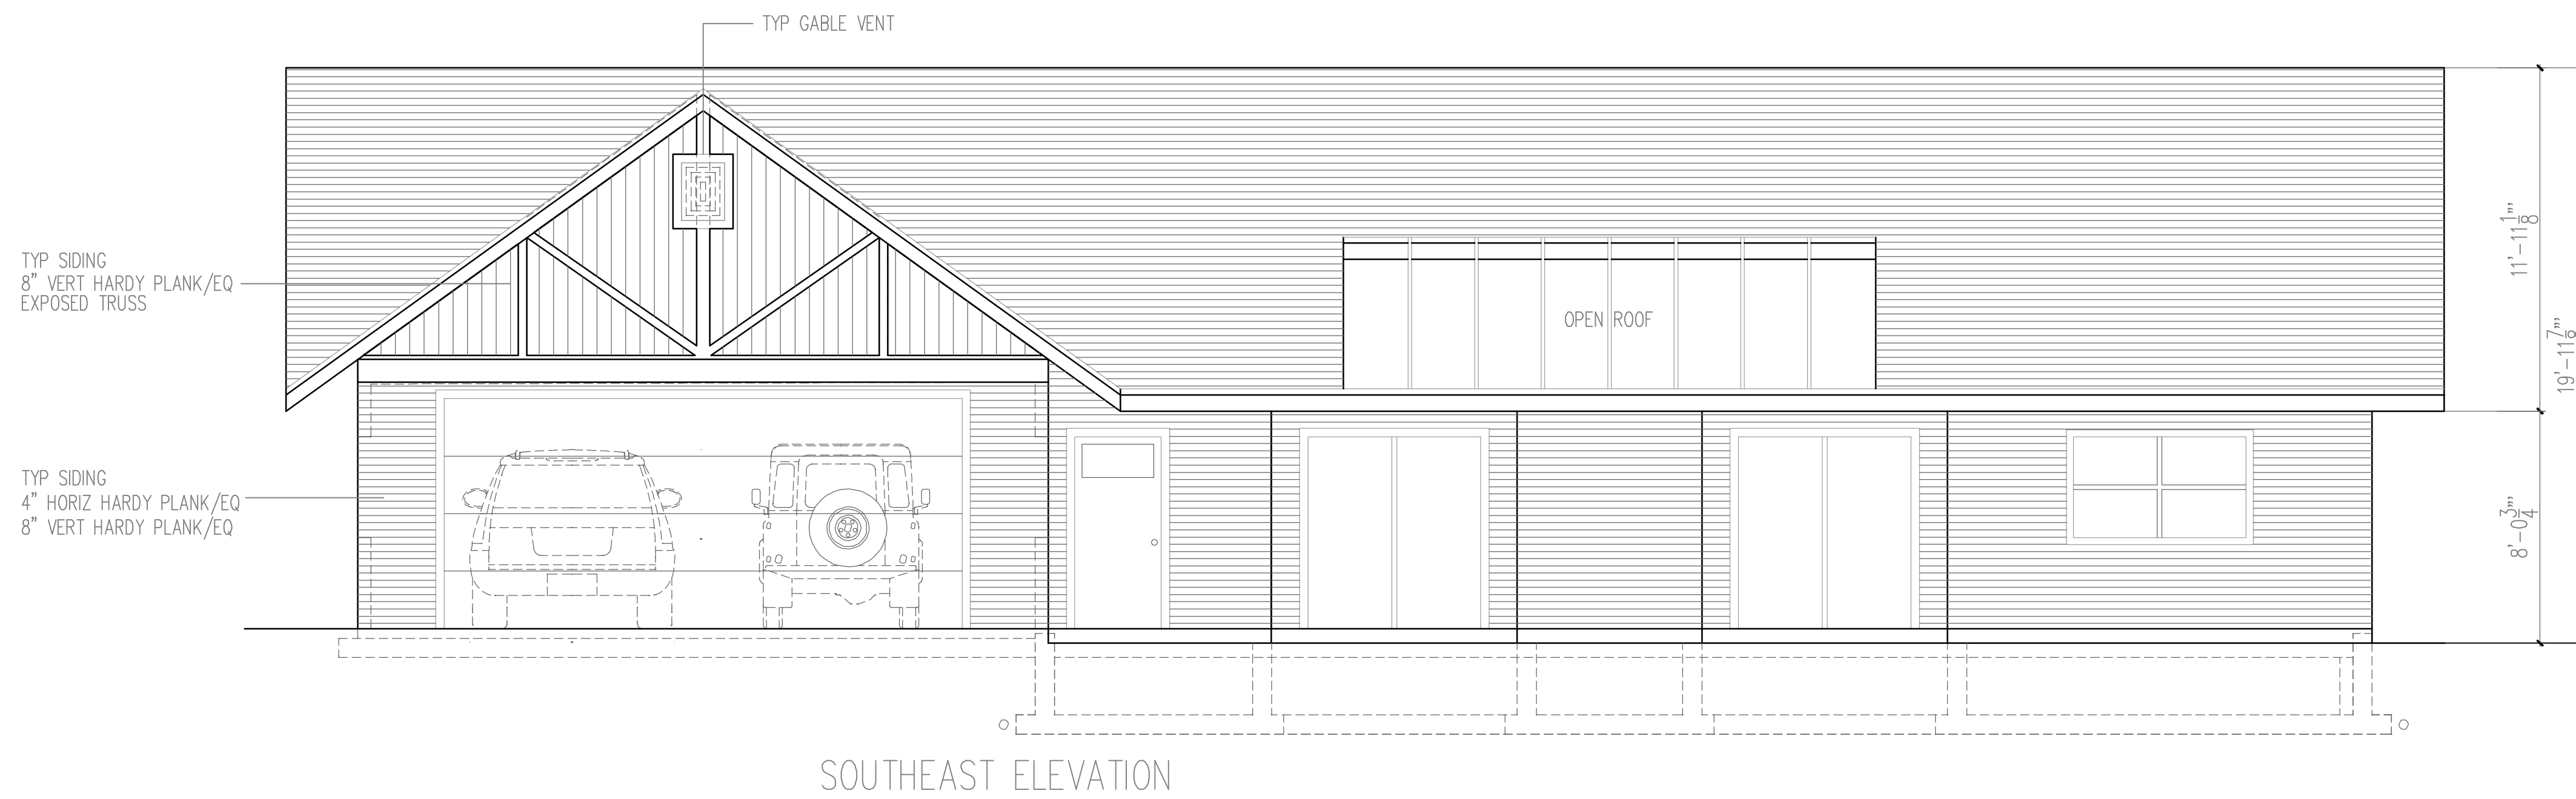 TYP GABLE VENT
TYP SIDING
8” VERT HARDY PLANK/EQ
EXPOSED TRUSS
OPEN ROOF
TYP SIDING
4” HORIZ HARDY PLANK/EQ
8” VERT HARDY PLANK/EQ
11'-11 1/8"
19'-11 7/8"
8'-0 3/4"
SOUTHEAST ELEVATION